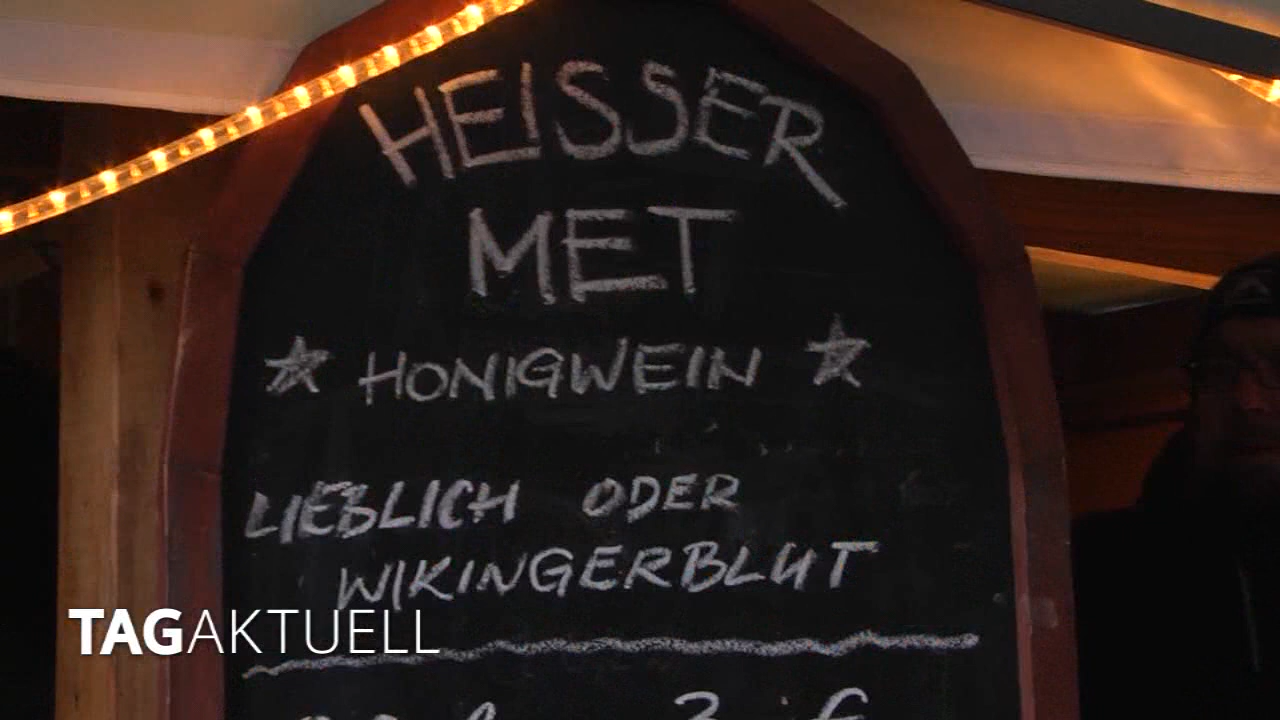 HEISSER
MET
HONIGWEIN
LIEBLICH ODER
WIKINGERBLUT
TAGAKTUELL